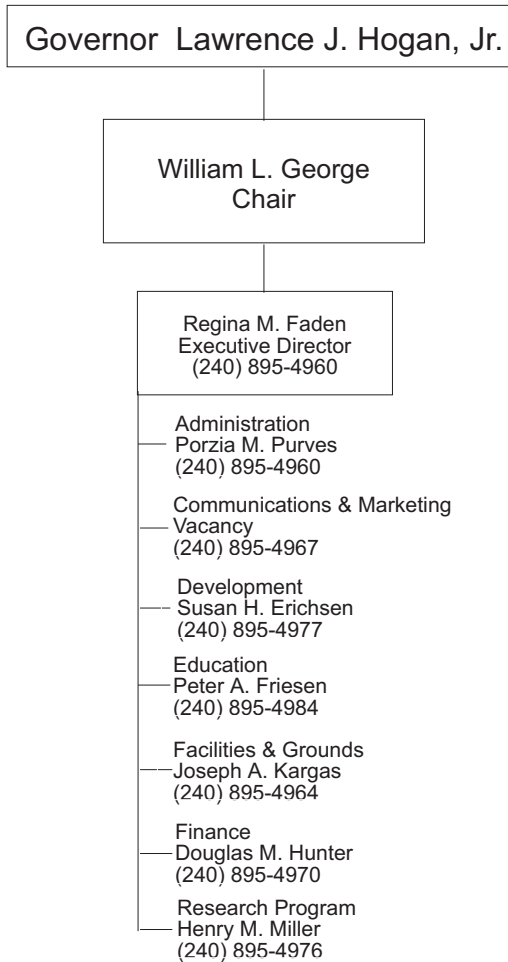 Governor Lawrence J. Hogan, Jr.
William L. George
Chair
Regina M. Faden
Executive Director
(240) 895-4960
Administration
Porzia M. Purves
(240) 895-4960
Communications & Marketing
Vacancy
(240) 895-4967
Development
Susan H. Erichsen
(240) 895-4977
Education
Peter A. Friesen
(240) 895-4984
Facilities & Grounds
Joseph A. Kargas
(240) 895-4964
Finance
Douglas M. Hunter
(240) 895-4970
Research Program
Henry M. Miller
(240) 895-4976